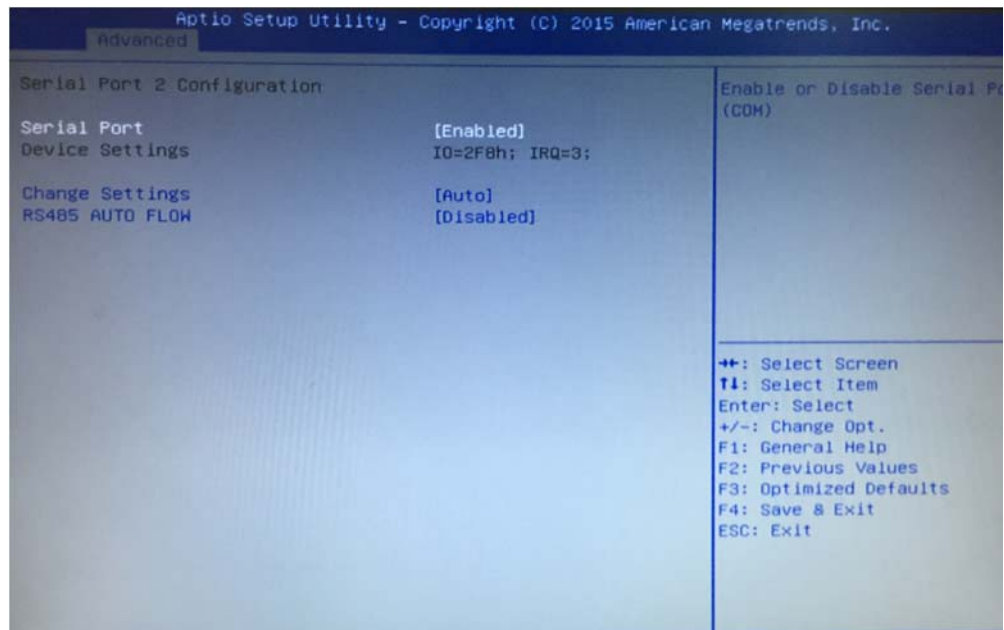 Aptio Setup Utility – Copyright (C) 2015 American Megatrends, Inc.
Advanced
Serial Port 2 Configuration
Serial Port [Enabled]
Device Settings IO=2F8h; IRQ=3;
Change Settings [Auto]
RS485 AUTO FLOW [Disabled]
Enable or Disable Serial
(COM)
→←: Select Screen
↑↓: Select Item
Enter: Select
+/-: Change Opt.
F1: General Help
F2: Previous Values
F3: Optimized Defaults
F4: Save & Exit
ESC: Exit